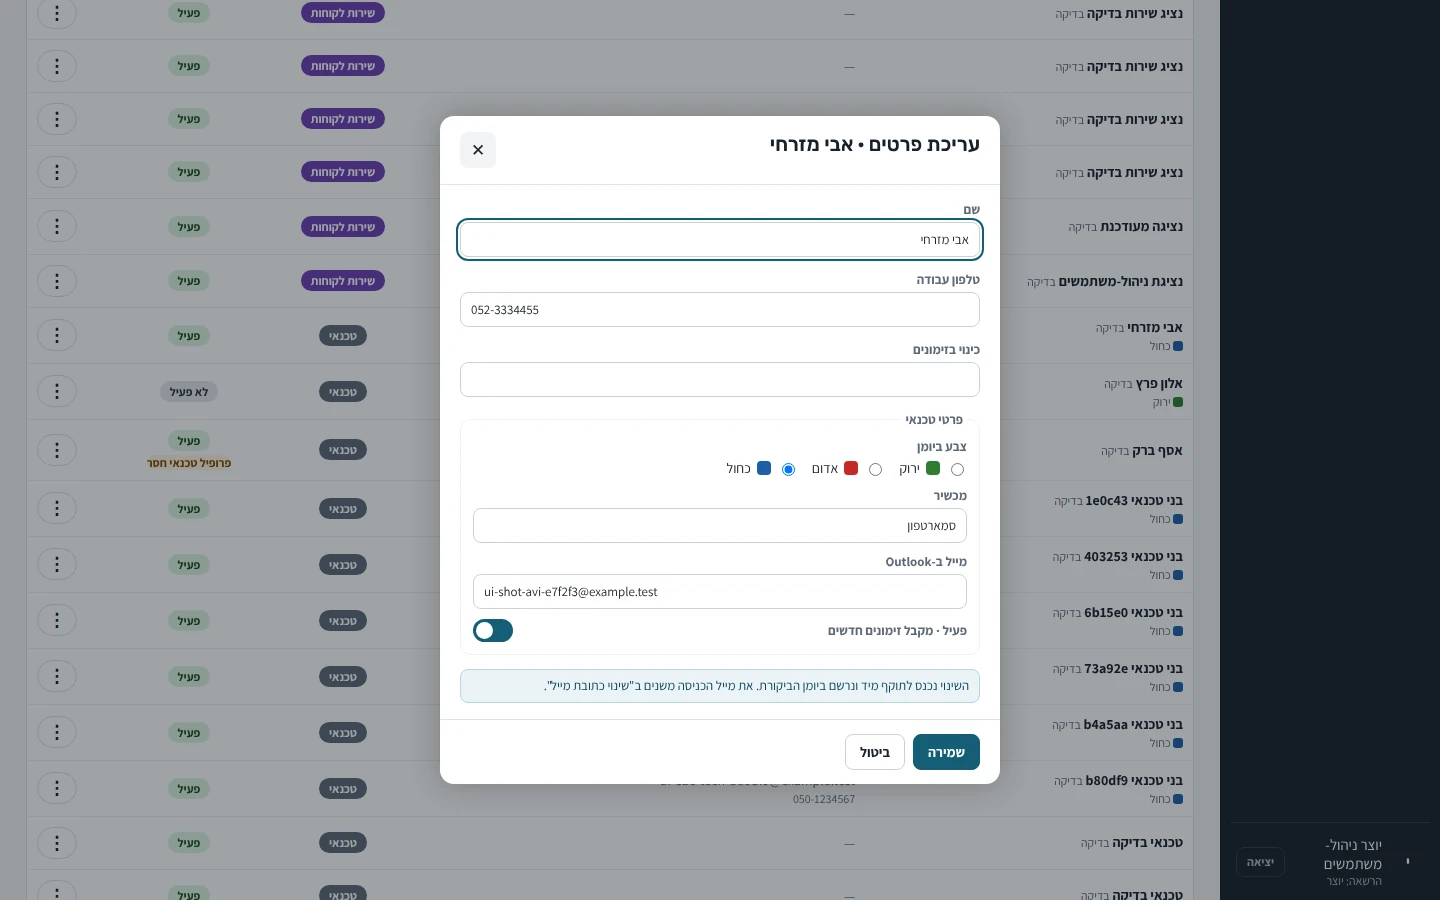 נציג שירות בדיקה בדיקה — שירות לקוחות פעיל
נציג שירות בדיקה בדיקה — שירות לקוחות פעיל
נציג שירות בדיקה בדיקה שירות לקוחות פעיל
נציג שירות בדיקה בדיקה שירות לקוחות פעיל
נציגה מעודכנת בדיקה שירות לקוחות פעיל
נציגת ניהול-משתמשים בדיקה שירות לקוחות פעיל
אבי מזרחי בדיקה טכנאי פעיל
כחול
אלון פרץ בדיקה טכנאי לא פעיל
ירוק
אסף ברק בדיקה טכנאי פעיל
פרופיל טכנאי חסר
בני טכנאי 1e0c43 בדיקה טכנאי פעיל
כחול
בני טכנאי 403253 בדיקה טכנאי פעיל
כחול
בני טכנאי 6b15e0 בדיקה טכנאי פעיל
כחול
בני טכנאי 73a92e בדיקה טכנאי פעיל
כחול
בני טכנאי b4a5aa בדיקה טכנאי פעיל
כחול
בני טכנאי b80df9 בדיקה טכנאי פעיל
כחול 050-1234567
טכנאי בדיקה בדיקה — טכנאי פעיל
טכנאי בדיקה בדיקה — טכנאי פעיל
עריכת פרטים • אבי מזרחי
שם
אבי מזרחי
טלפון עבודה
052-3334455
כינוי בזימונים
פרטי טכנאי
צבע ביומן
ירוק אדום כחול
מכשיר
סמארטפון
מייל ב-Outlook
ui-shot-avi-e7f2f3@example.test
פעיל · מקבל זימונים חדשים
השינוי נכנס לתוקף מיד ונרשם ביומן הביקורת. את מייל הכניסה משנים ב"שינוי כתובת מייל".
שמירה ביטול
י
יוצר ניהול-
משתמשים
הרשאה: יוצר
יציאה